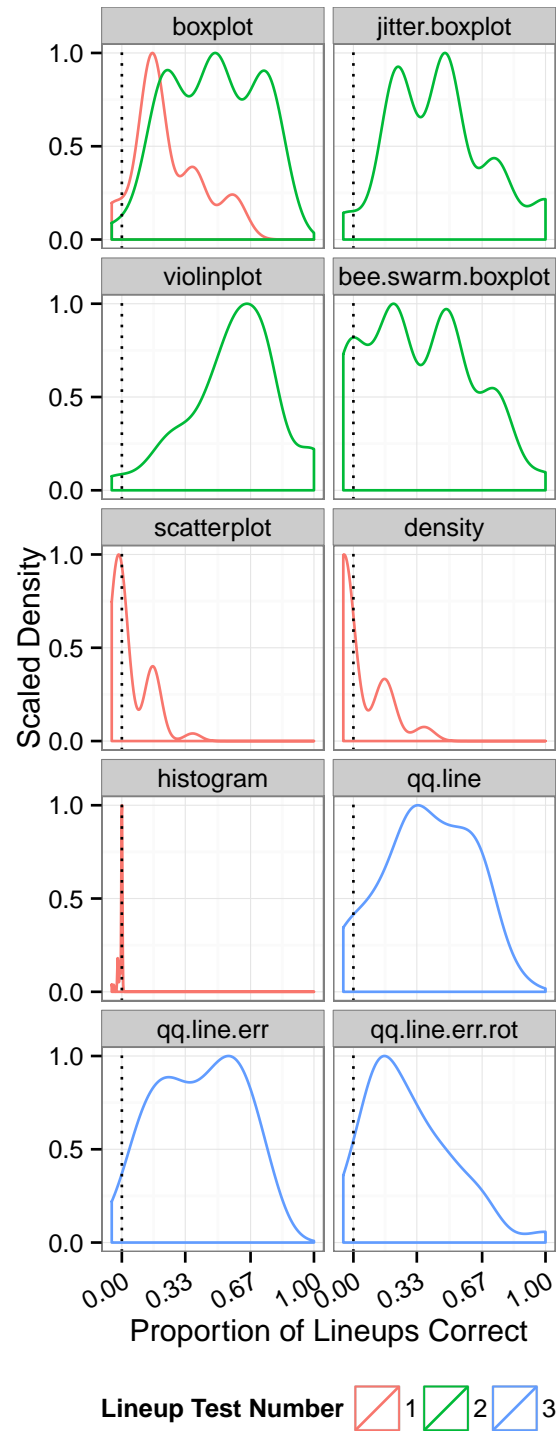 boxplot
jitter.boxplot
1.0
0.5
0.0
violinplot
bee.swarm.boxplot
1.0
0.5
0.0
scatterplot
density
1.0
0.5
0.0
histogram
qq.line
1.0
0.5
0.0
qq.line.err
qq.line.err.rot
1.0
0.5
0.0
Scaled Density
0.00 0.33 0.67 1.00
0.00 0.33 0.67 1.00
Proportion of Lineups Correct
Lineup Test Number 1 2 3